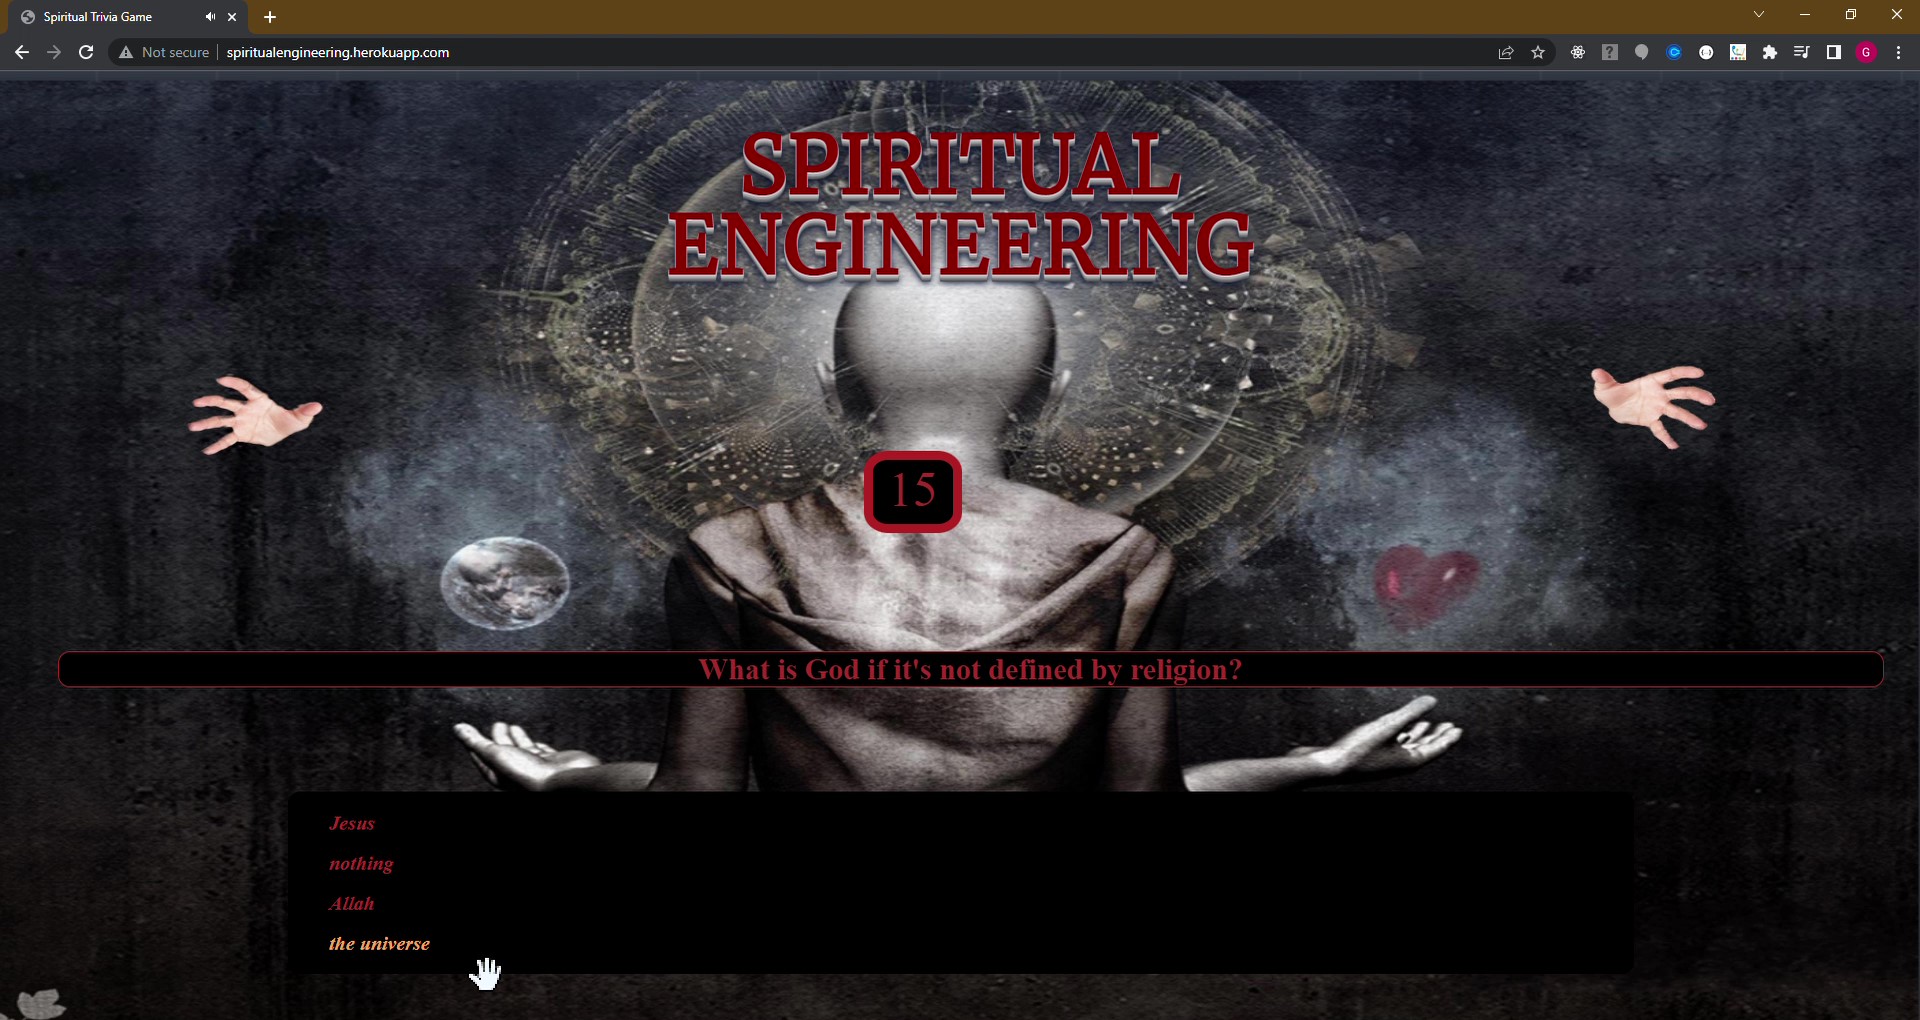 Spiritual Trivia Game
Not secure
spiritualengineering.herokuapp.com
G
SPIRITUAL
ENGINEERING
15
What is God if it's not defined by religion?
Jesus
nothing
Allah
the universe